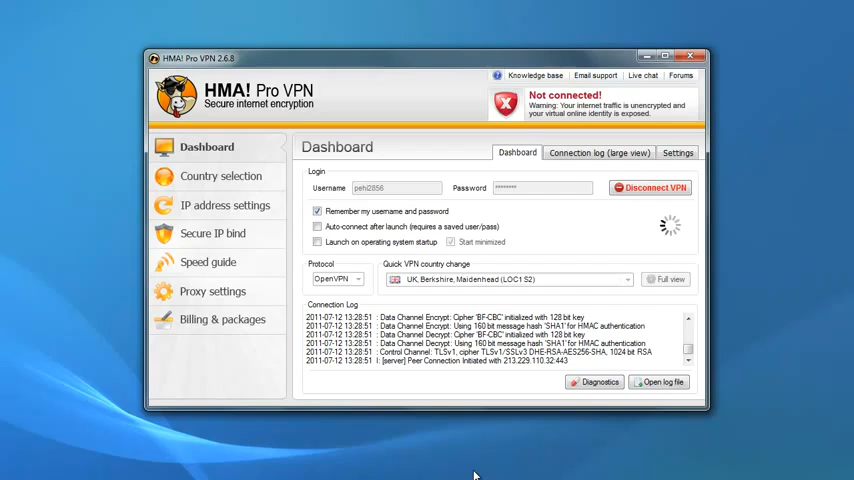 HMA! Pro VPN 2.6.8
HMA! Pro VPN
Secure internet encryption
Knowledge base
Email support
Live chat
Forums
Not connected!
Warning: Your internet traffic is unencrypted and
your virtual online identity is exposed.
Dashboard
Country selection
IP address settings
Secure IP bind
Speed guide
Proxy settings
Billing & packages
Dashboard
Dashboard
Connection log (large view)
Settings
Login
Username
pehi2856
Password
********
Disconnect VPN
Remember my username and password
Auto-connect after launch (requires a saved user/pass)
Launch on operating system startup
Start minimized
Protocol
OpenVPN
Quick VPN country change
UK, Berkshire, Maidenhead (LOC1 S2)
Full view
Connection Log
2011-07-12 13:28:51 : Data Channel Encrypt: Cipher 'BF-CBC' initialized with 128 bit key
2011-07-12 13:28:51 : Data Channel Encrypt: Using 160 bit message hash 'SHA1' for HMAC authentication
2011-07-12 13:28:51 : Data Channel Decrypt: Cipher 'BF-CBC' initialized with 128 bit key
2011-07-12 13:28:51 : Data Channel Decrypt: Using 160 bit message hash 'SHA1' for HMAC authentication
2011-07-12 13:28:51 : Control Channel: TLSv1, cipher TLSv1/SSLv3 DHE-RSA-AES256-SHA, 1024 bit RSA
2011-07-12 13:28:51 I: [server] Peer Connection Initiated with 213.229.110.32:443
Diagnostics
Open log file